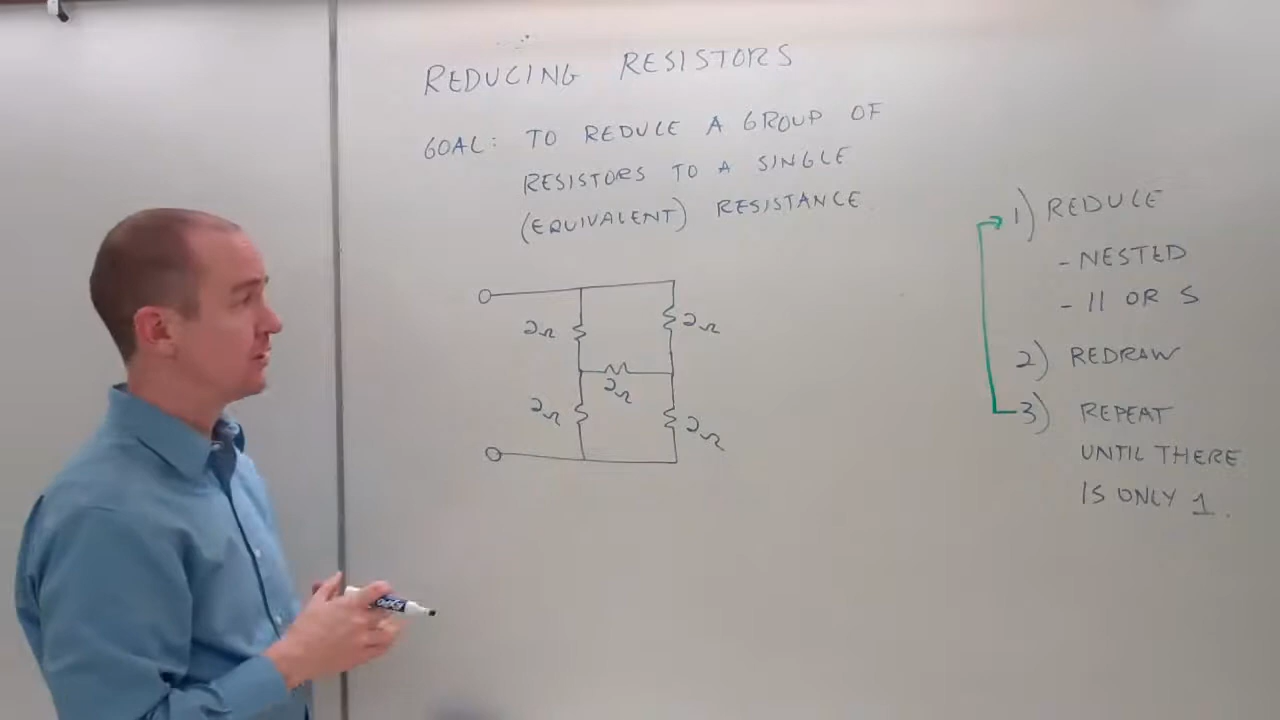 REDUCING RESISTORS
GOAL: TO REDUCE A GROUP OF
RESISTORS TO A SINGLE
(EQUIVALENT) RESISTANCE
2Ω
2Ω
2Ω
2Ω
2Ω
1) REDUCE
- NESTED
- || OR S
2) REDRAW
3) REPEAT
UNTIL THERE
IS ONLY 1.
EXPO